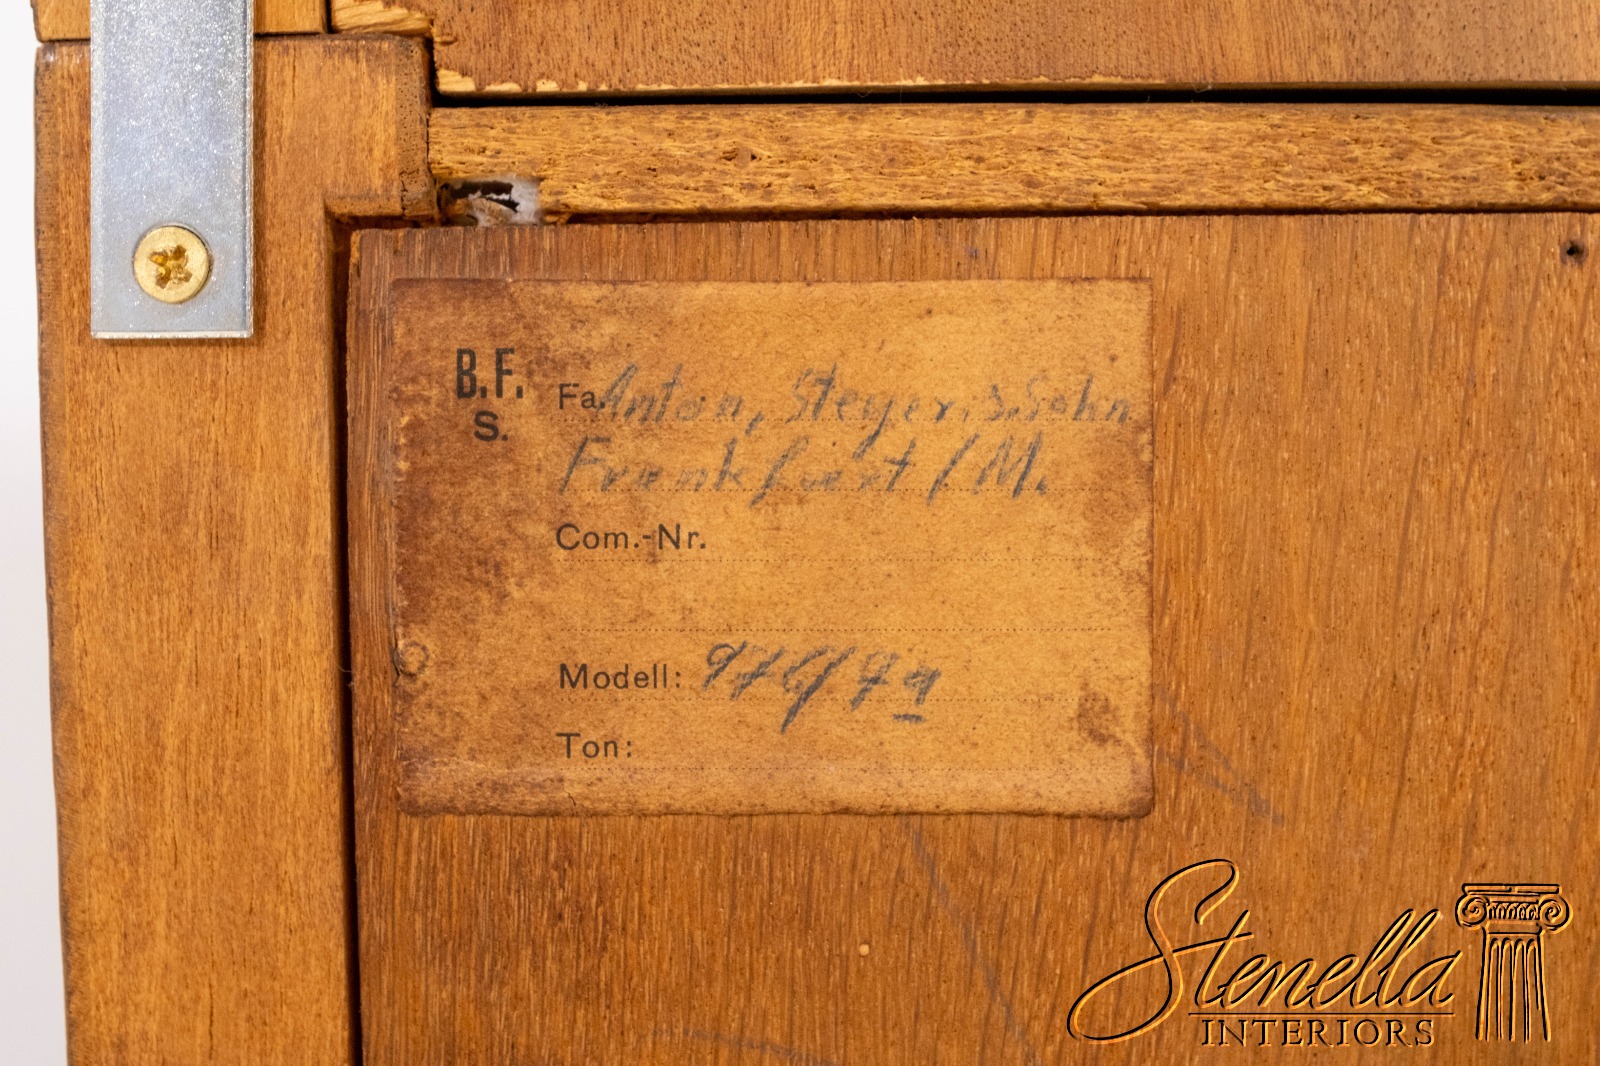 B.F.
S.
Fa. Anton, Steyer, s. Sohn
Frankfurt / M.
Com.-Nr.
Modell:
Ton:
Stenella
INTERIORS